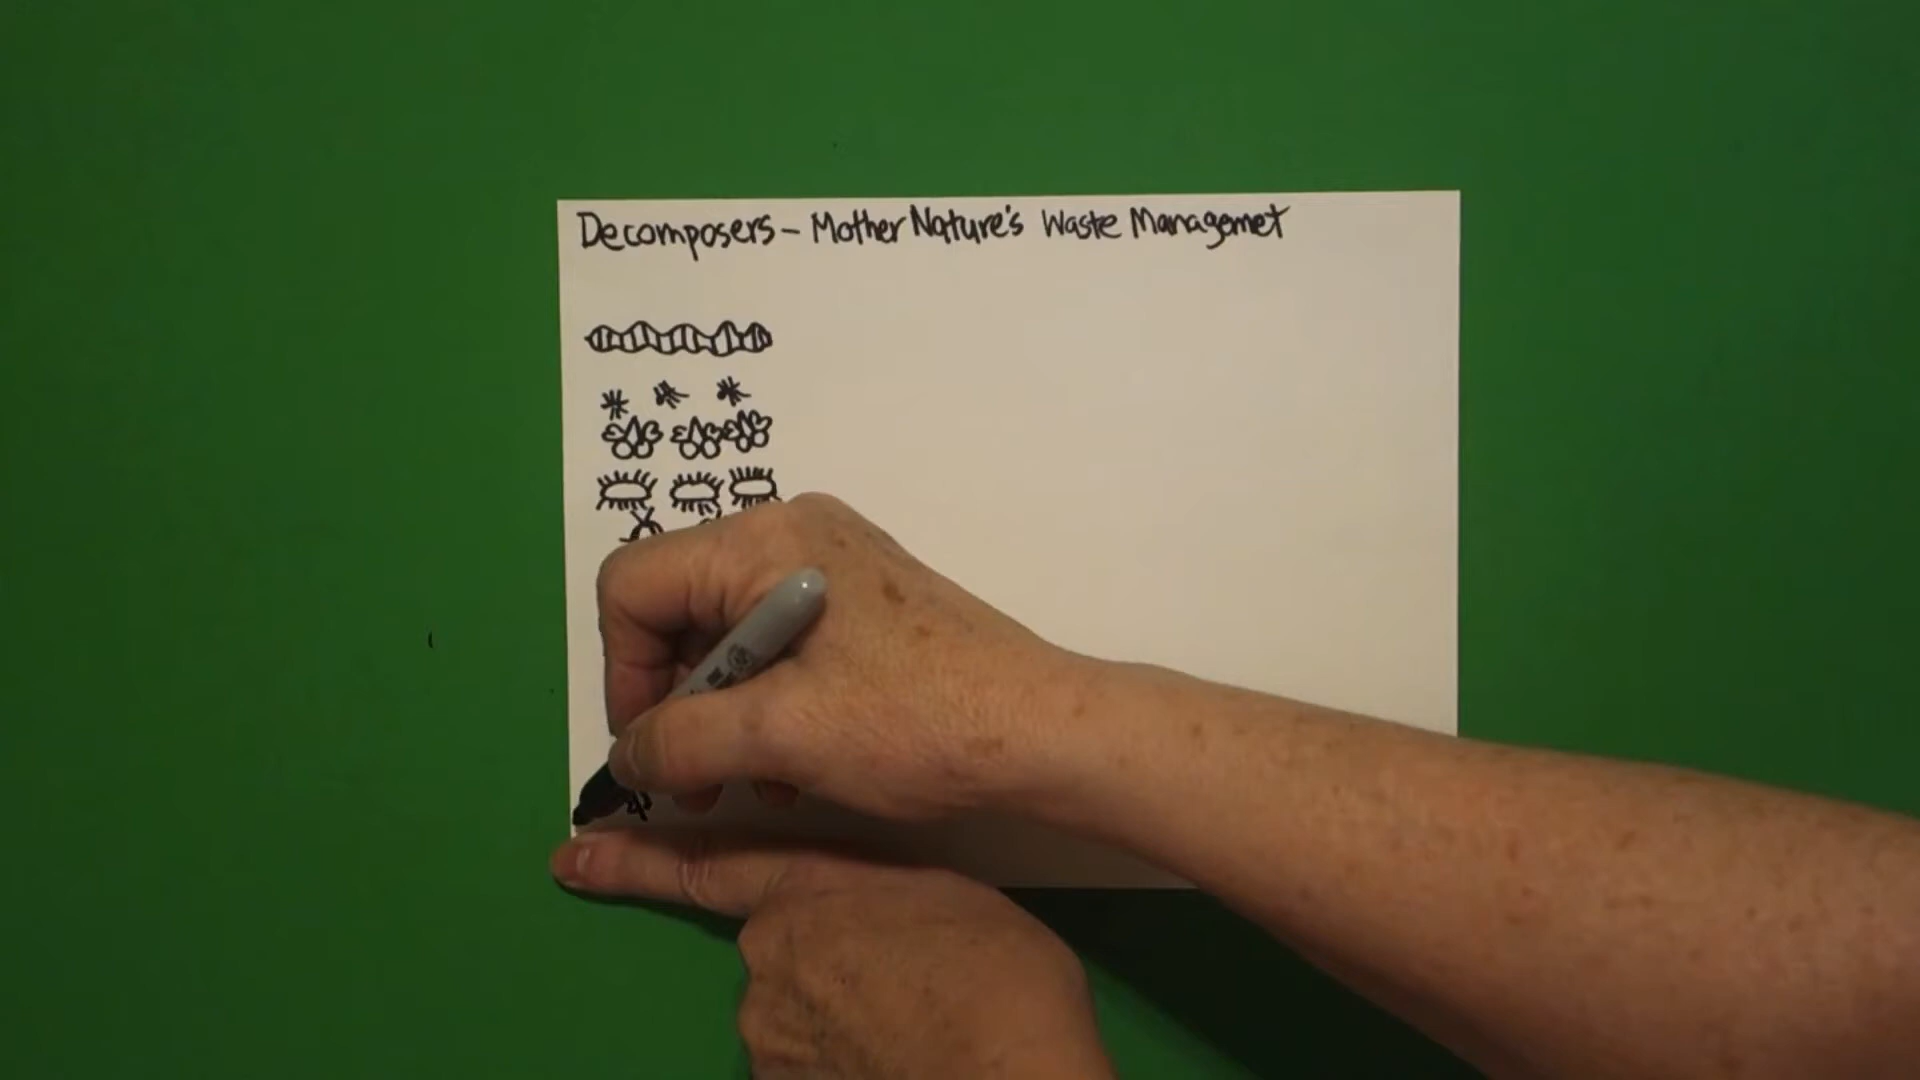 Decomposers – Mother Nature's Waste Managemet